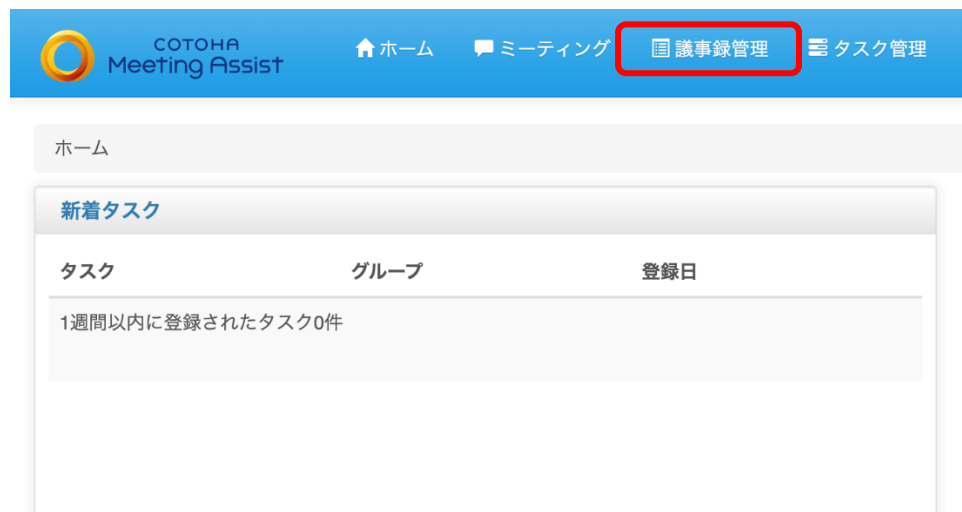 COTOHA
Meeting Assist
ホーム ミーティング 議事録管理 タスク管理
ホーム
新着タスク
タスク グループ 登録日
1週間以内に登録されたタスク0件